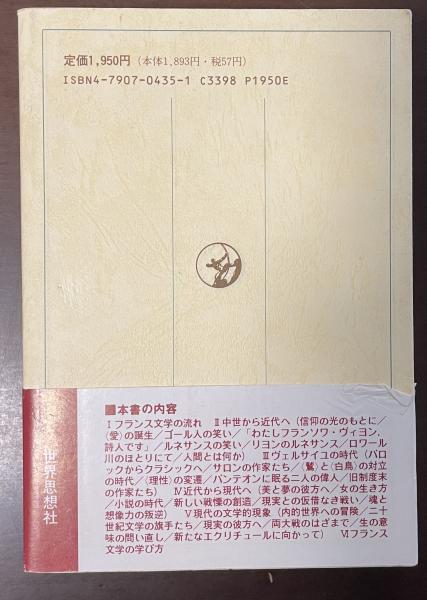 定価1,950円（本体1,893円・税57円）
ISBN4-7907-0435-1 C3398 P1950E
■本書の内容
Ⅰフランス文学の流れ　Ⅱ中世から近代へ（信仰の光のもとに／
〈愛〉の誕生／ゴール人の笑い／「わたしフランソワ・ヴィヨン、
詩人です」／ルネサンスの笑い／リヨンのルネサンス／ロワール
川のほとりにて／人間とは何か）　Ⅲヴェルサイユの時代（バロ
ックからクラシックへ／サロンの作家たち／〈鷲〉と〈白鳥〉の対立
の時代／〈理性〉の変遷／パンテオンに眠る二人の偉人／旧制度末
の作家たち）　Ⅳ近代から現代へ（美と夢の彼方へ／女の生き方
／小説の時代／新しい戦慄の創造／現実との仮借なき戦い／魂と
想像力の叛逆）　Ⅴ現代の文学的現象（内的世界への冒険／二十
世紀文学の旗手たち／現実の彼方へ／両大戦のはざまで／生の意
味の問い直し／新たなエクリチュールに向かって）Ⅵフランス
文学の学び方
世界思想社